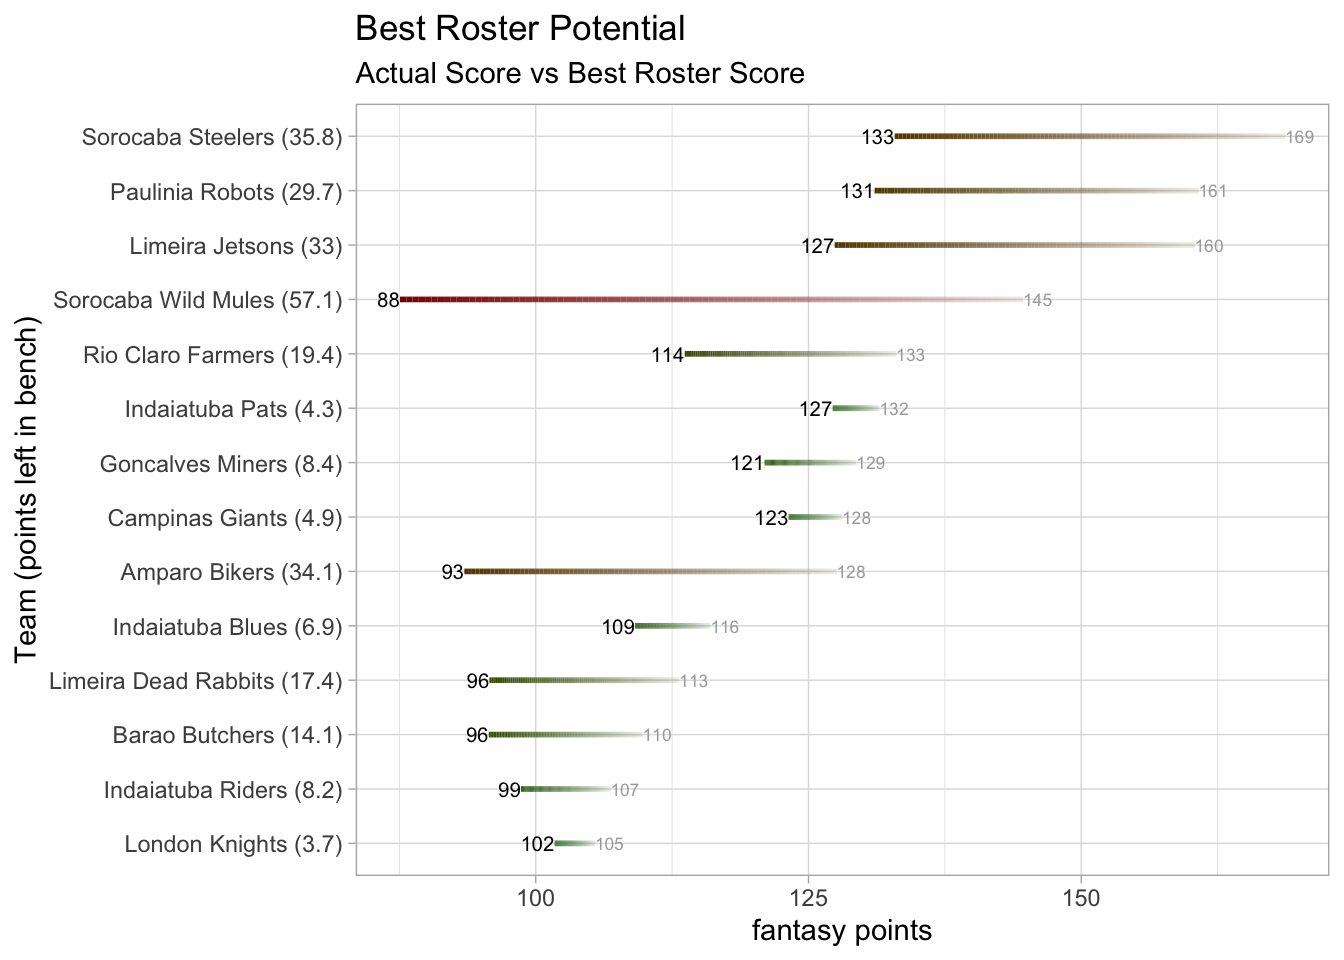 Best Roster Potential
Actual Score vs Best Roster Score
Team (points left in bench)
Sorocaba Steelers (35.8) 133 169
Paulinia Robots (29.7) 131 161
Limeira Jetsons (33) 127 160
Sorocaba Wild Mules (57.1) 88 145
Rio Claro Farmers (19.4) 114 133
Indaiatuba Pats (4.3) 127 132
Goncalves Miners (8.4) 121 129
Campinas Giants (4.9) 123 128
Amparo Bikers (34.1) 93 128
Indaiatuba Blues (6.9) 109 116
Limeira Dead Rabbits (17.4) 96 113
Barao Butchers (14.1) 96 110
Indaiatuba Riders (8.2) 99 107
London Knights (3.7) 102 105
100 125 150
fantasy points